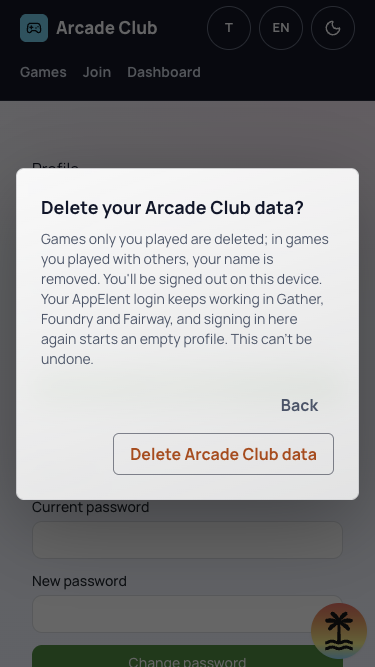 Arcade Club
T
EN
Games
Join
Dashboard
Profile
Delete your Arcade Club data?
Games only you played are deleted; in games
you played with others, your name is
removed. You'll be signed out on this device.
Your AppElent login keeps working in Gather,
Foundry and Fairway, and signing in here
again starts an empty profile. This can't be
undone.
Back
Delete Arcade Club data
Current password
New password
Change password